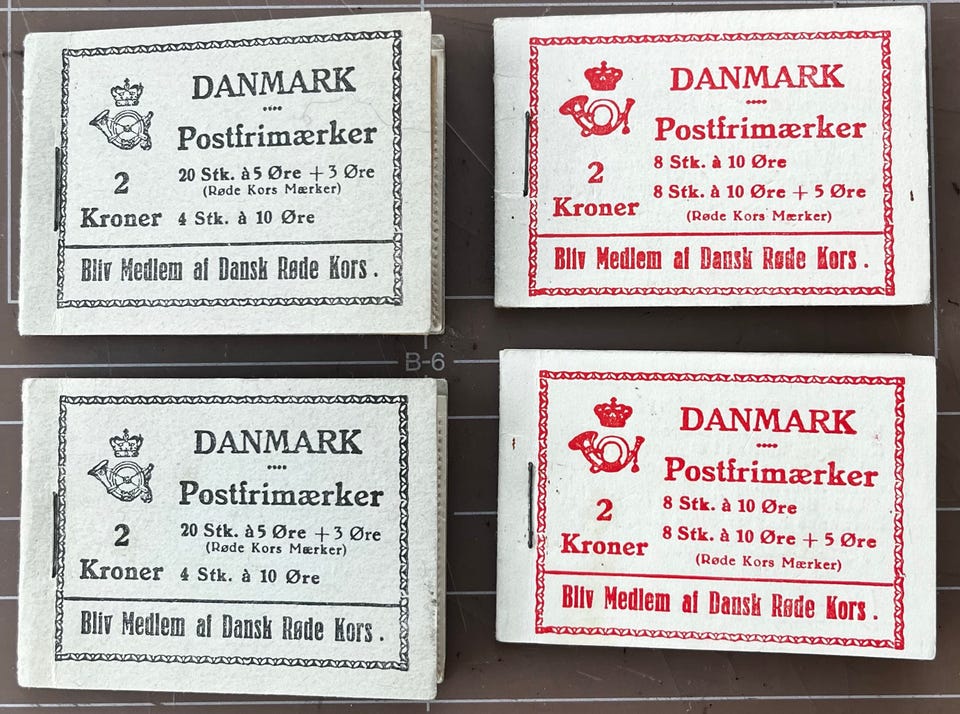 DANMARK
Postfrimærker
20 Stk. à 5 Øre + 3 Øre
(Røde Kors Mærker)
2
Kroner
4 Stk. à 10 Øre
Bliv Medlem af Dansk Røde Kors.
DANMARK
Postfrimærker
8 Stk. à 10 Øre
2
8 Stk. à 10 Øre + 5 Øre
Kroner
(Røde Kors Mærker)
Bliv Medlem af Dansk Røde Kors.
B-6
DANMARK
Postfrimærker
20 Stk. à 5 Øre + 3 Øre
2
(Røde Kors Mærker)
Kroner
4 Stk. à 10 Øre
Bliv Medlem af Dansk Røde Kors.
DANMARK
Postfrimærker
8 Stk. à 10 Øre
2
8 Stk. à 10 Øre + 5 Øre
Kroner
(Røde Kors Mærker)
Bliv Medlem af Dansk Røde Kors.